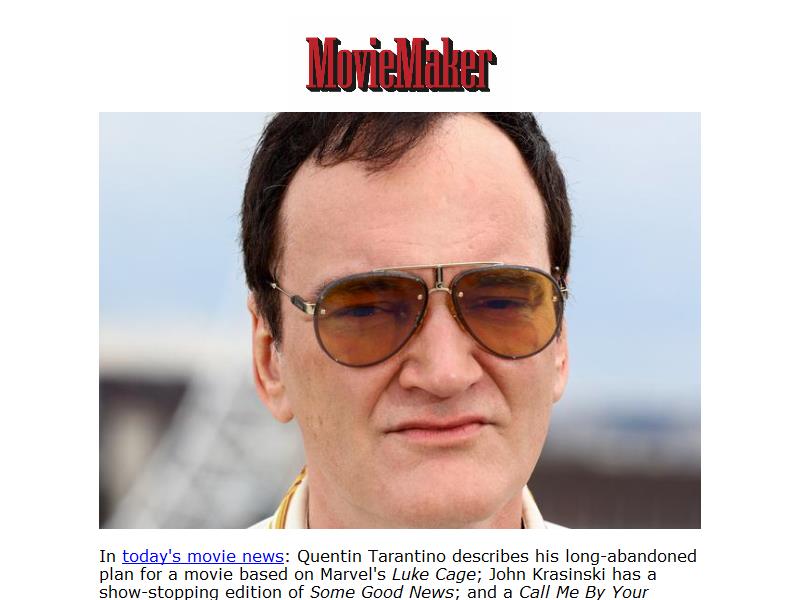 MovieMaker
In today's movie news: Quentin Tarantino describes his long-abandoned
plan for a movie based on Marvel's Luke Cage; John Krasinski has a
show-stopping edition of Some Good News; and a Call Me By Your